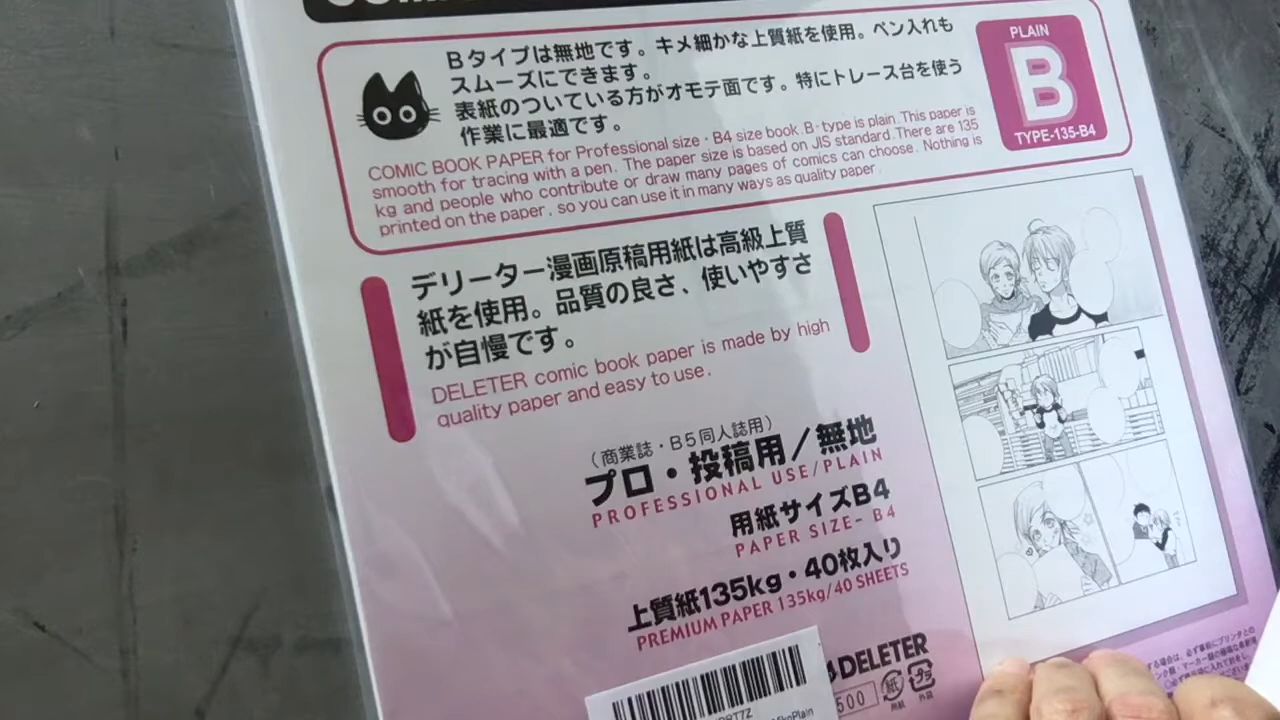 Bタイプは無地です。キメ細かな上質紙を使用。ペン入れも
スムーズにできます。
表紙のついている方がオモテ面です。特にトレース台を使う
作業に最適です。
PLAIN
B
TYPE-135-B4
COMIC BOOK PAPER for Professional size・B4 size book. B-type is plain. This paper is
smooth for tracing with a pen. The paper size is based on JIS standard. There are 135
kg and people who contribute or draw many pages of comics can choose. Nothing is
printed on the paper, so you can use it in many ways as quality paper.
デリーター漫画原稿用紙は高級上質
紙を使用。品質の良さ、使いやすさ
が自慢です。
DELETER comic book paper is made by high
quality paper and easy to use.
(商業誌・B5同人誌用)
プロ・投稿用/無地
PROFESSIONAL USE/PLAIN
用紙サイズB4
PAPER SIZE- B4
上質紙135kg・40枚入り
PREMIUM PAPER 135kg/40 SHEETS
DELETER
紙
用紙
プラ
外袋